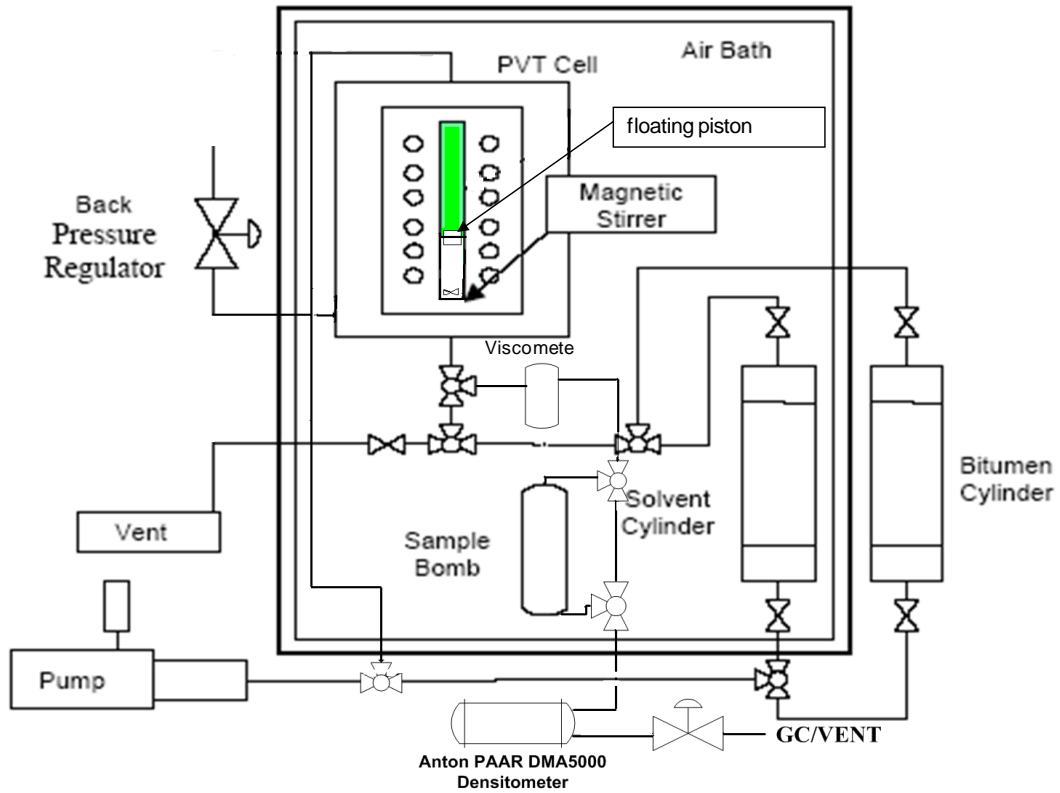 Air Bath
PVT Cell
floating piston
Magnetic
Stirrer
Back
Pressure
Regulator
Viscomete
Bitumen
Cylinder
Solvent
Cylinder
Vent
Sample
Bomb
Pump
GC/VENT
Anton PAAR DMA5000
Densitometer